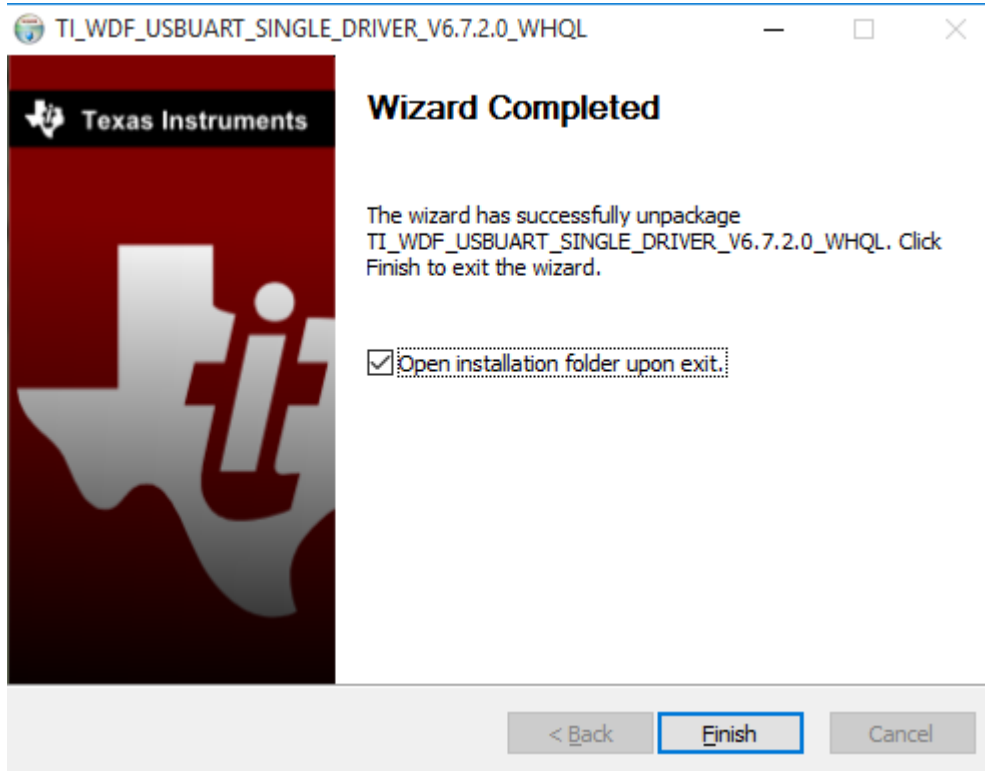 TI_WDF_USBUART_SINGLE_DRIVER_V6.7.2.0_WHQL
Texas Instruments
Wizard Completed
The wizard has successfully unpackage
TI_WDF_USBUART_SINGLE_DRIVER_V6.7.2.0_WHQL. Click
Finish to exit the wizard.
Open installation folder upon exit.
< Back
Finish
Cancel